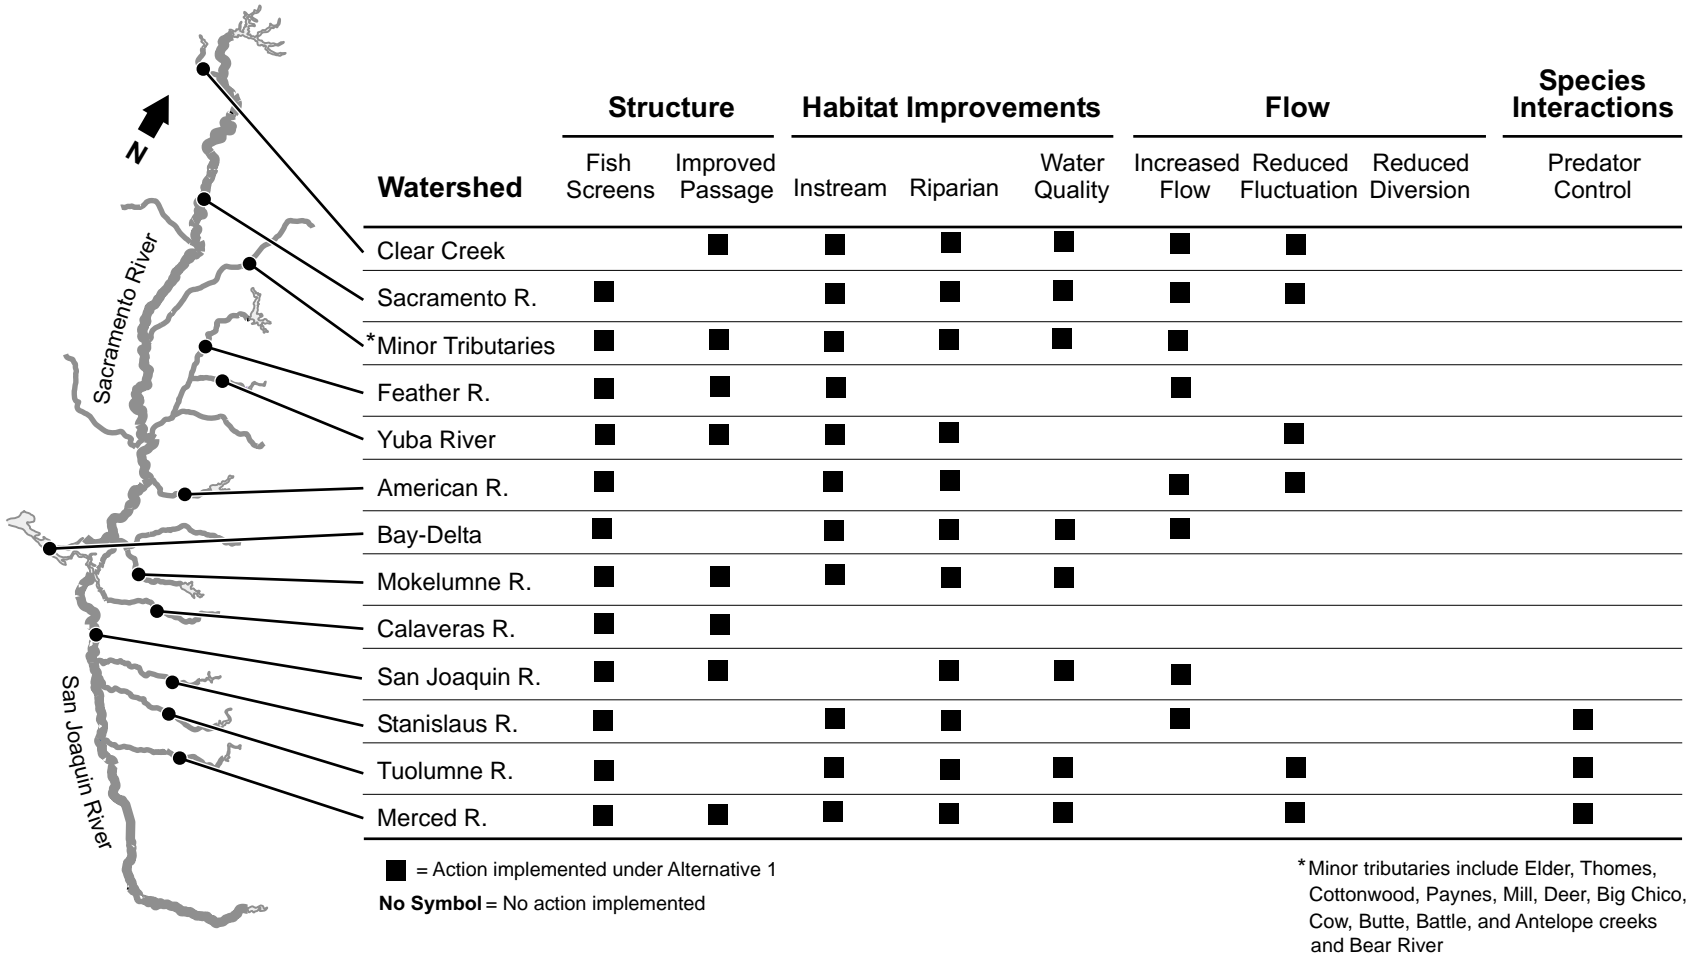 Structure
Habitat Improvements
Flow
Species
Interactions
Watershed
Fish
Screens
Improved
Passage
Instream
Riparian
Water
Quality
Increased
Flow
Reduced
Fluctuation
Reduced
Diversion
Predator
Control
N
Sacramento River
San Joaquin River
Clear Creek
Sacramento R.
*Minor Tributaries
Feather R.
Yuba River
American R.
Bay-Delta
Mokelumne R.
Calaveras R.
San Joaquin R.
Stanislaus R.
Tuolumne R.
Merced R.
= Action implemented under Alternative 1
No Symbol = No action implemented
*Minor tributaries include Elder, Thomes,
Cottonwood, Paynes, Mill, Deer, Big Chico,
Cow, Butte, Battle, and Antelope creeks
and Bear River